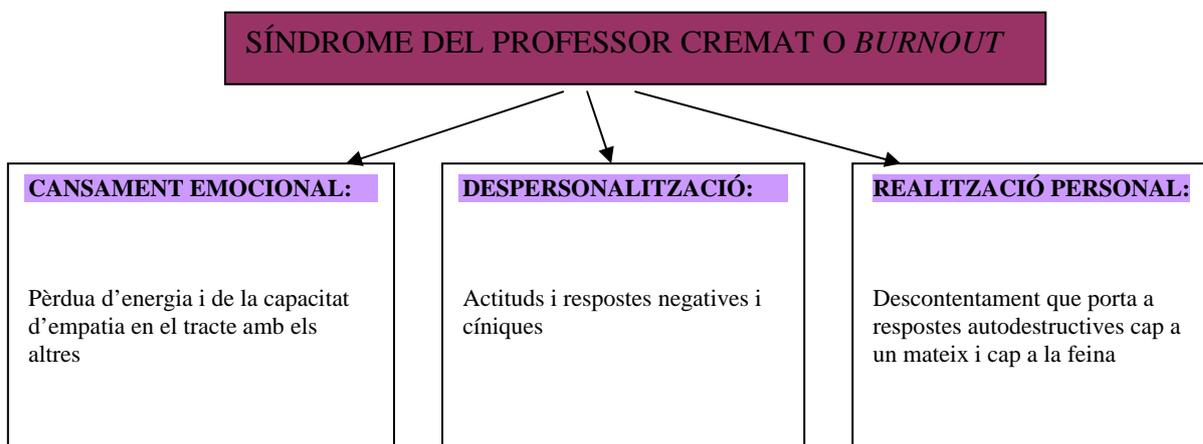 SÍNDROME DEL PROFESSOR CREMAT O BURNOUT
CANSAMENT EMOCIONAL:
Pèrdua d’energia i de la capacitat
d’empatia en el tracte amb els
altres
DESPERSONALITZACIÓ:
Actituds i respostes negatives i
cíniques
REALITZACIÓ PERSONAL:
Descontentament que porta a
respostes autodestructives cap a
un mateix i cap a la feina